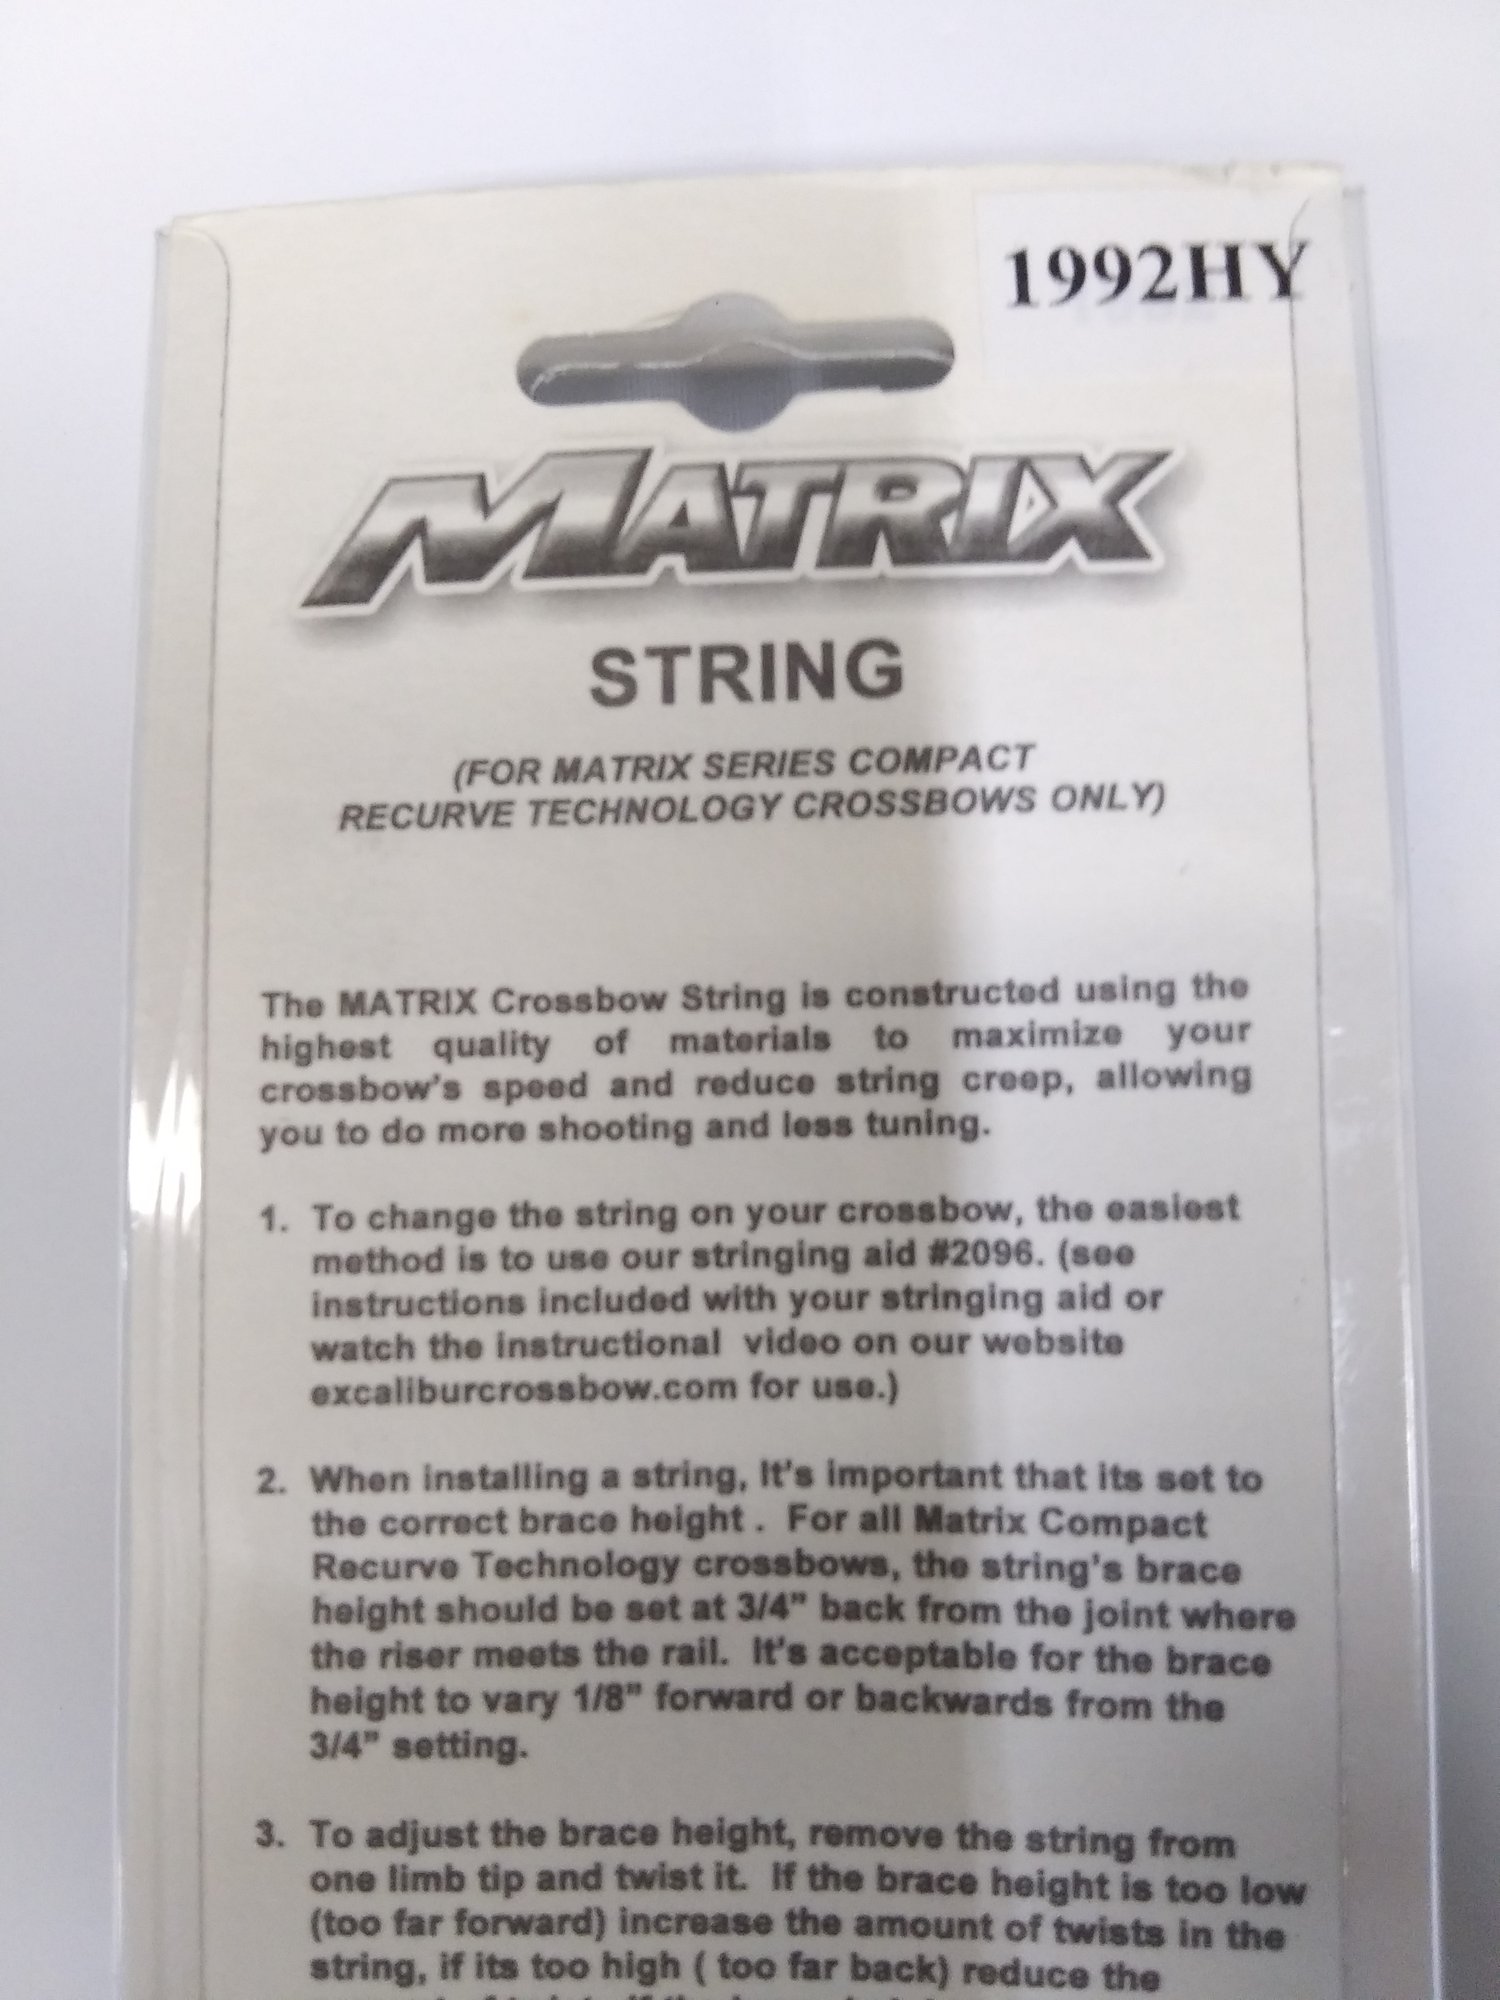 1992HY
MATRIX
STRING
(FOR MATRIX SERIES COMPACT
RECURVE TECHNOLOGY CROSSBOWS ONLY)
The MATRIX Crossbow String is constructed using the
highest quality of materials to maximize your
crossbow's speed and reduce string creep, allowing
you to do more shooting and less tuning.
1. To change the string on your crossbow, the easiest
method is to use our stringing aid #2096. (see
instructions included with your stringing aid or
watch the instructional video on our website
excaliburcrossbow.com for use.)
2. When installing a string, It's important that its set to
the correct brace height . For all Matrix Compact
Recurve Technology crossbows, the string's brace
height should be set at 3/4" back from the joint where
the riser meets the rail. It's acceptable for the brace
height to vary 1/8" forward or backwards from the
3/4" setting.
3. To adjust the brace height, remove the string from
one limb tip and twist it. If the brace height is too low
(too far forward) increase the amount of twists in the
string, if its too high ( too far back) reduce the